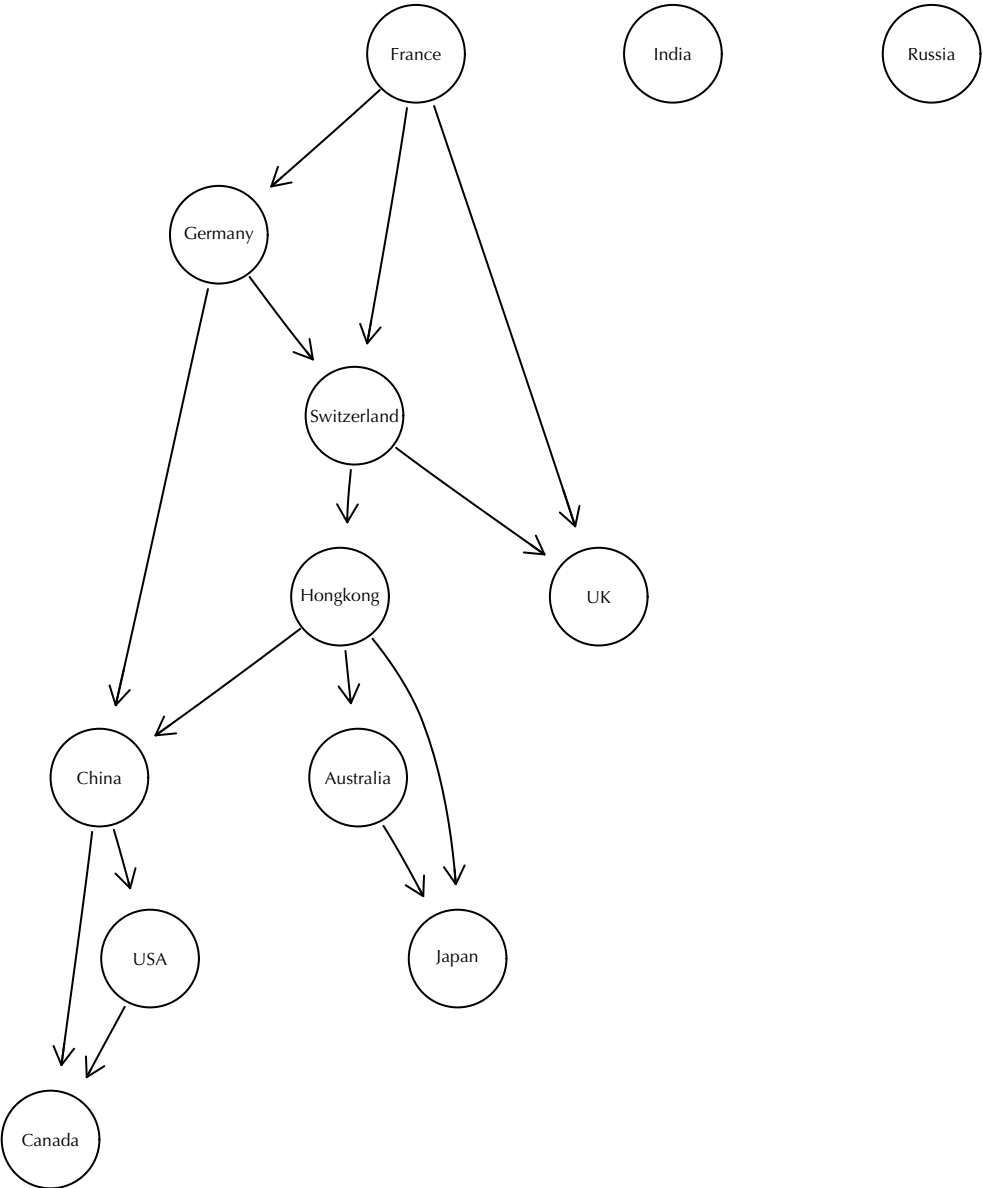 France
India
Russia
Germany
Switzerland
Hongkong
UK
China
Australia
USA
Japan
Canada